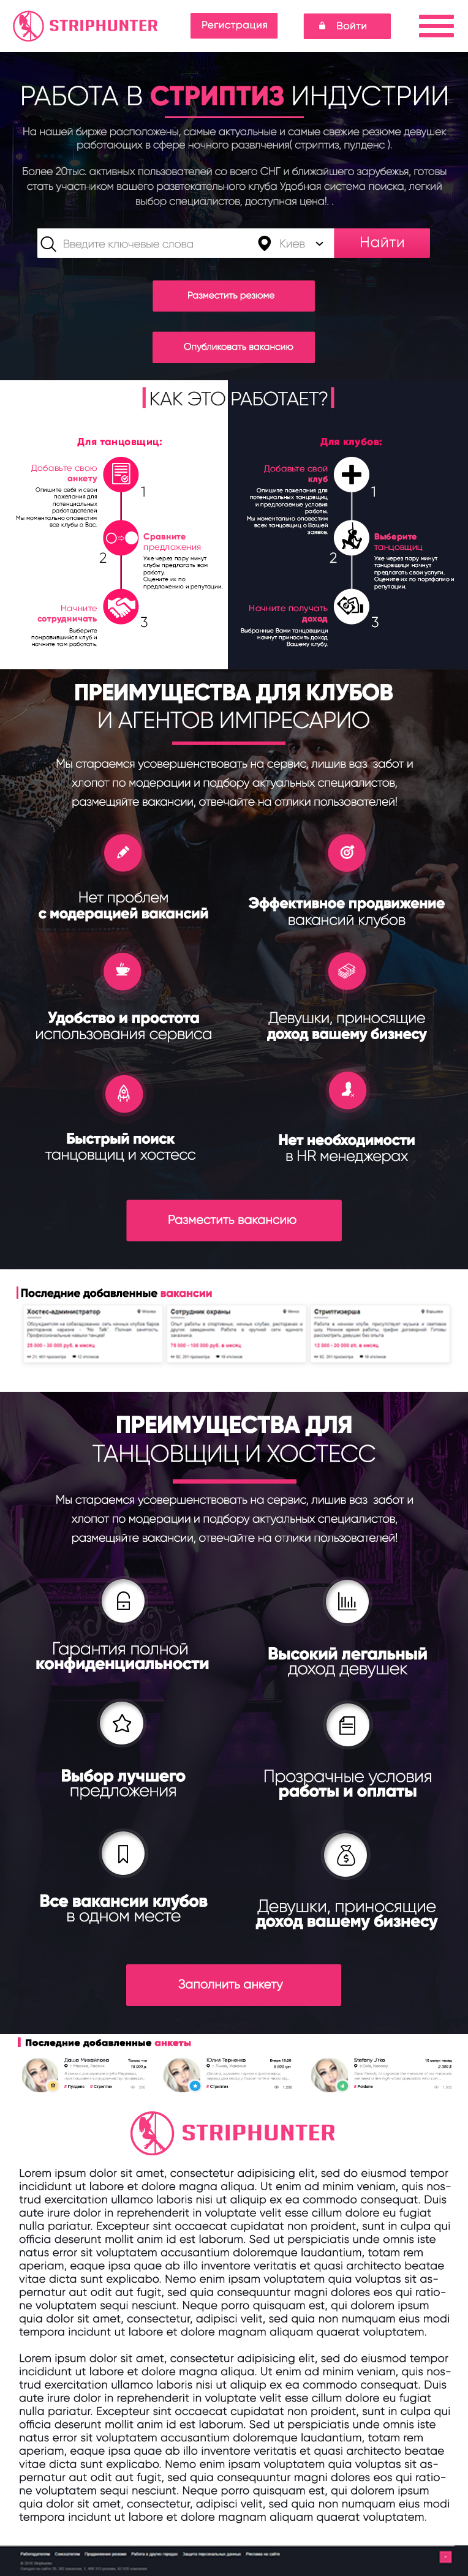 STRIPHUNTER
Регистрация
Войти
РАБОТА В СТРИПТИЗ ИНДУСТРИИ
На нашей бирже расположены, самые актуальные и самые свежие резюме девушек
работающих в сфере ночного развлчения( стриптиз, пулденс ).
Более 20тыс. активных пользователей со всего СНГ и ближийшего зарубежья, готовы
стать участником вашего развтекательного клуба Удобная система поиска, легкий
выбор специалистов, доступная цена!. .
Введите ключевые слова
Киев
Найти
Разместить резюме
Опубликовать вакансию
КАК ЭТО РАБОТАЕТ?
Для танцовщиц:
Добавьте свою
анкету
Опишите себя и свои
пожелания для
потенциальных
работодателей
Мы моментально оповестим
все клубы о Вас.
1
2
Сравните
предложения
Уже через пару минут
клубы предлагать вам
роботу.
Оцените их по
предложению и репутации.
Начните
сотрудничать
Выберите
понравившийся клуб и
начните там работать.
3
Для клубов:
Добавьте свой
клуб
Опишите пожелания для
потенциальных танцовщиц
и предлогаемые условия
работы.
Мы моментально оповестим
всех танцовщиц о Вашей
заявке.
1
2
Выберите
танцовщиц
Уже через пару минут
танцовщицы начнут
предлогать свои услуги.
Оцените их по портфолио и
репутации.
Начните получать
доход
Выбранные Вами танцовщици
начнут приносить доход
Вашему клубу.
3
ПРЕИМУЩЕСТВА ДЛЯ КЛУБОВ
И АГЕНТОВ ИМПРЕСАРИО
Мы стараемся усовершенствовать на сервис, лишив ваз забот и
хлопот по модерации и подбору актуальных специалистов,
размещяйте вакансии, отвечайте на отлики пользователей!
Нет проблем
с модерацией вакансий
Эффективное продвижение
вакансий клубов
Удобство и простота
использования сервиса
Девушки, приносящие
доход вашему бизнесу
Быстрый поиск
танцовщиц и хостесс
Нет необходимости
в HR менеджерах
Разместить вакансию
Последние добавленные вакансии
Хостес-администратор
Москва
Сотрудник охраны
Минск
Стриптизерша
Варшава
ПРЕИМУЩЕСТВА ДЛЯ
ТАНЦОВЩИЦ И ХОСТЕСС
Мы стараемся усовершенствовать на сервис, лишив ваз забот и
хлопот по модерации и подбору актуальных специалистов,
размещяйте вакансии, отвечайте на отлики пользователей!
Гарантия полной
конфиденциальности
Высокий легальный
доход девушек
Выбор лучшего
предложения
Прозрачные условия
работы и оплаты
Все вакансии клубов
в одном месте
Девушки, приносящие
доход вашему бизнесу
Заполнить анкету
Последние добавленные анкеты
Даша Михайлова
Юлия Терненко
Stefany Jrka
STRIPHUNTER
Lorem ipsum dolor sit amet, consectetur adipisicing elit, sed do eiusmod tempor
incididunt ut labore et dolore magna aliqua. Ut enim ad minim veniam, quis nos-
trud exercitation ullamco laboris nisi ut aliquip ex ea commodo consequat. Duis
aute irure dolor in reprehenderit in voluptate velit esse cillum dolore eu fugiat
nulla pariatur. Excepteur sint occaecat cupidatat non proident, sunt in culpa qui
officia deserunt mollit anim id est laborum. Sed ut perspiciatis unde omnis iste
natus error sit voluptatem accusantium doloremque laudantium, totam rem
aperiam, eaque ipsa quae ab illo inventore veritatis et quasi architecto beatae
vitae dicta sunt explicabo. Nemo enim ipsam voluptatem quia voluptas sit as-
pernatur aut odit aut fugit, sed quia consequuntur magni dolores eos qui ratio-
ne voluptatem sequi nesciunt. Neque porro quisquam est, qui dolorem ipsum
quia dolor sit amet, consectetur, adipisci velit, sed quia non numquam eius modi
tempora incidunt ut labore et dolore magnam aliquam quaerat voluptatem.
Lorem ipsum dolor sit amet, consectetur adipisicing elit, sed do eiusmod tempor
incididunt ut labore et dolore magna aliqua. Ut enim ad minim veniam, quis nos-
trud exercitation ullamco laboris nisi ut aliquip ex ea commodo consequat. Duis
aute irure dolor in reprehenderit in voluptate velit esse cillum dolore eu fugiat
nulla pariatur. Excepteur sint occaecat cupidatat non proident, sunt in culpa qui
officia deserunt mollit anim id est laborum. Sed ut perspiciatis unde omnis iste
natus error sit voluptatem accusantium doloremque laudantium, totam rem
aperiam, eaque ipsa quae ab illo inventore veritatis et quasi architecto beatae
vitae dicta sunt explicabo. Nemo enim ipsam voluptatem quia voluptas sit as-
pernatur aut odit aut fugit, sed quia consequuntur magni dolores eos qui ratio-
ne voluptatem sequi nesciunt. Neque porro quisquam est, qui dolorem ipsum
quia dolor sit amet, consectetur, adipisci velit, sed quia non numquam eius modi
tempora incidunt ut labore et dolore magnam aliquam quaerat voluptatem.